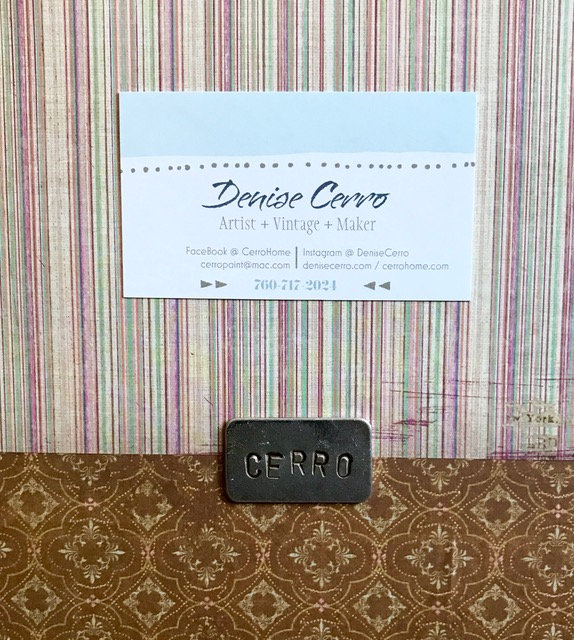 Denise Cerro
Artist + Vintage + Maker
FaceBook @ CerroHome | Instagram @ DeniseCerro
cerropaint@mac.com | denisecerro.com / cerrohome.com
760-717-2024
York.
CERRO